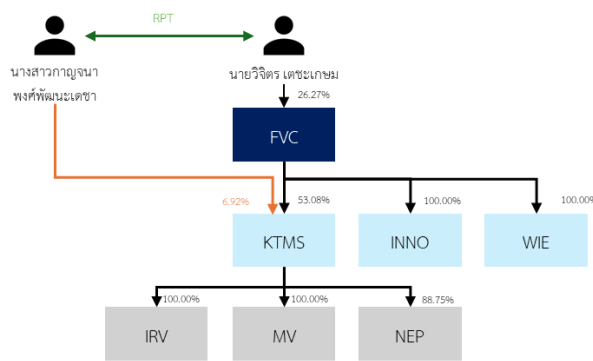 RPT
นางสาวกาญจนา
พงศ์พัฒนะเดชา
นายวิจิตร เตชะเกษม
26.27%
FVC
6.92%
53.08%
100.00%
100.00%
KTMS
INNO
WIE
100.00%
100.00%
88.75%
IRV
MV
NEP